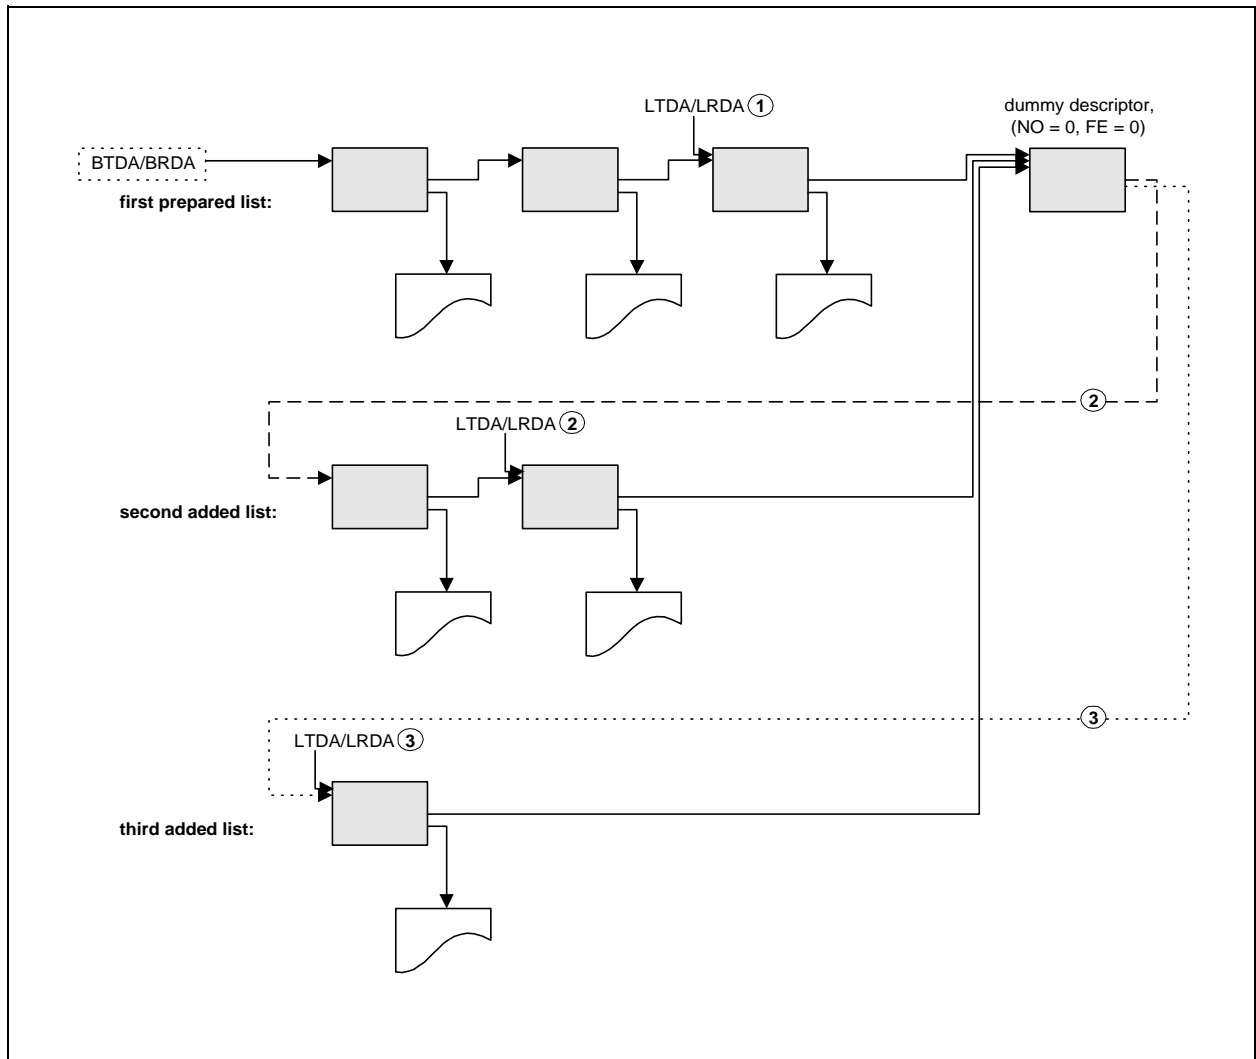 LTDA/LRDA 1
dummy descriptor,
(NO = 0, FE = 0)
BTDA/BRDA
first prepared list:
2
LTDA/LRDA 2
second added list:
3
LTDA/LRDA 3
third added list: